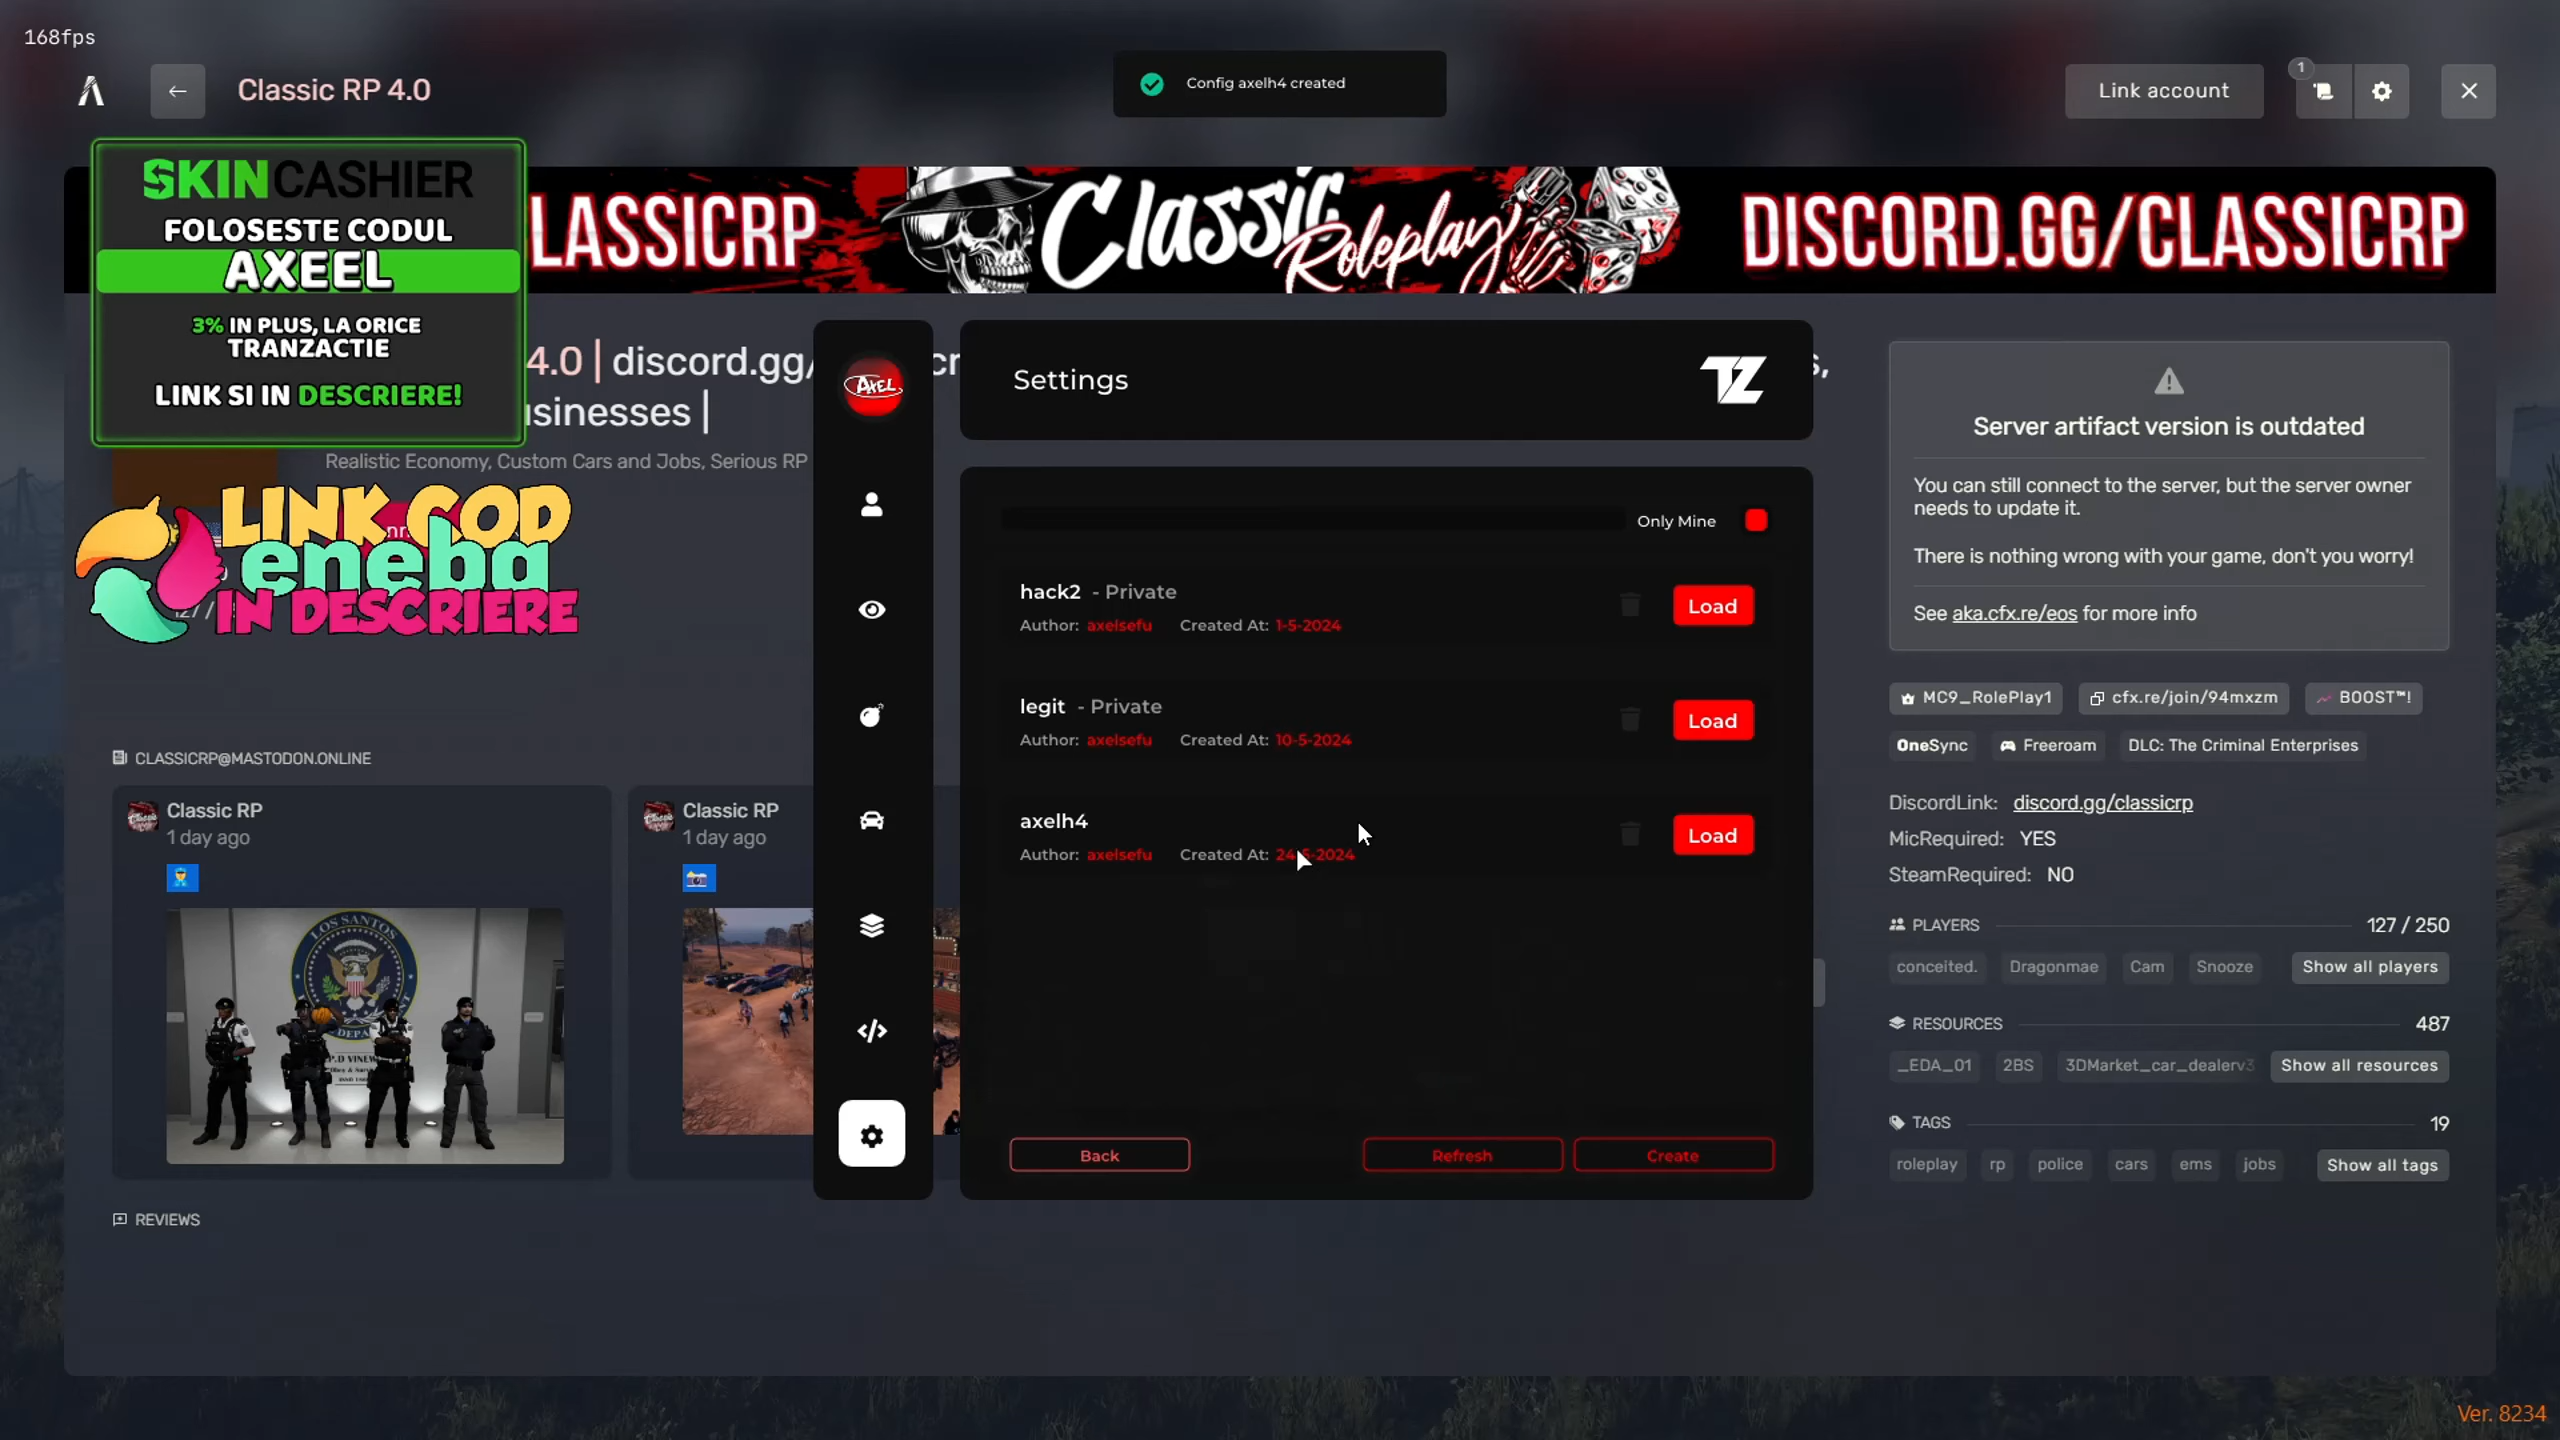 168fps
Classic RP 4.0
Config axelh4 created
Link account
1
SKINCASHIER
FOLOSESTE CODUL
AXEEL
3% IN PLUS, LA ORICE
TRANZACTIE
LINK SI IN DESCRIERE!
LASSICRP
Classic
Roleplay
DISCORD.GG/CLASSICRP
4.0 | discord.gg/
usinesses |
Realistic Economy, Custom Cars and Jobs, Serious RP
LINK COD
eneba
IN DESCRIERE
AXEL
Settings
TZ
Only Mine
hack2 - Private
Author: axelsefu Created At: 1-5-2024
Load
legit - Private
Author: axelsefu Created At: 10-5-2024
Load
axelh4
Author: axelsefu Created At: 24-5-2024
Load
Back
Refresh
Create
Server artifact version is outdated
You can still connect to the server, but the server owner
needs to update it.
There is nothing wrong with your game, don't you worry!
See aka.cfx.re/eos for more info
MC9_RolePlay1
cfx.re/join/94mxzm
BOOST™!
OneSync
Freeroam
DLC: The Criminal Enterprises
DiscordLink: discord.gg/classicrp
MicRequired: YES
SteamRequired: NO
PLAYERS 127 / 250
conceited. Dragonmae Cam Snooze Show all players
RESOURCES 487
_EDA_01 2BS 3DMarket_car_dealerv3 Show all resources
TAGS 19
roleplay rp police cars ems jobs Show all tags
CLASSICRP@MASTODON.ONLINE
Classic RP
1 day ago
LOS SANTOS
Classic RP
1 day ago
REVIEWS
Ver. 8234